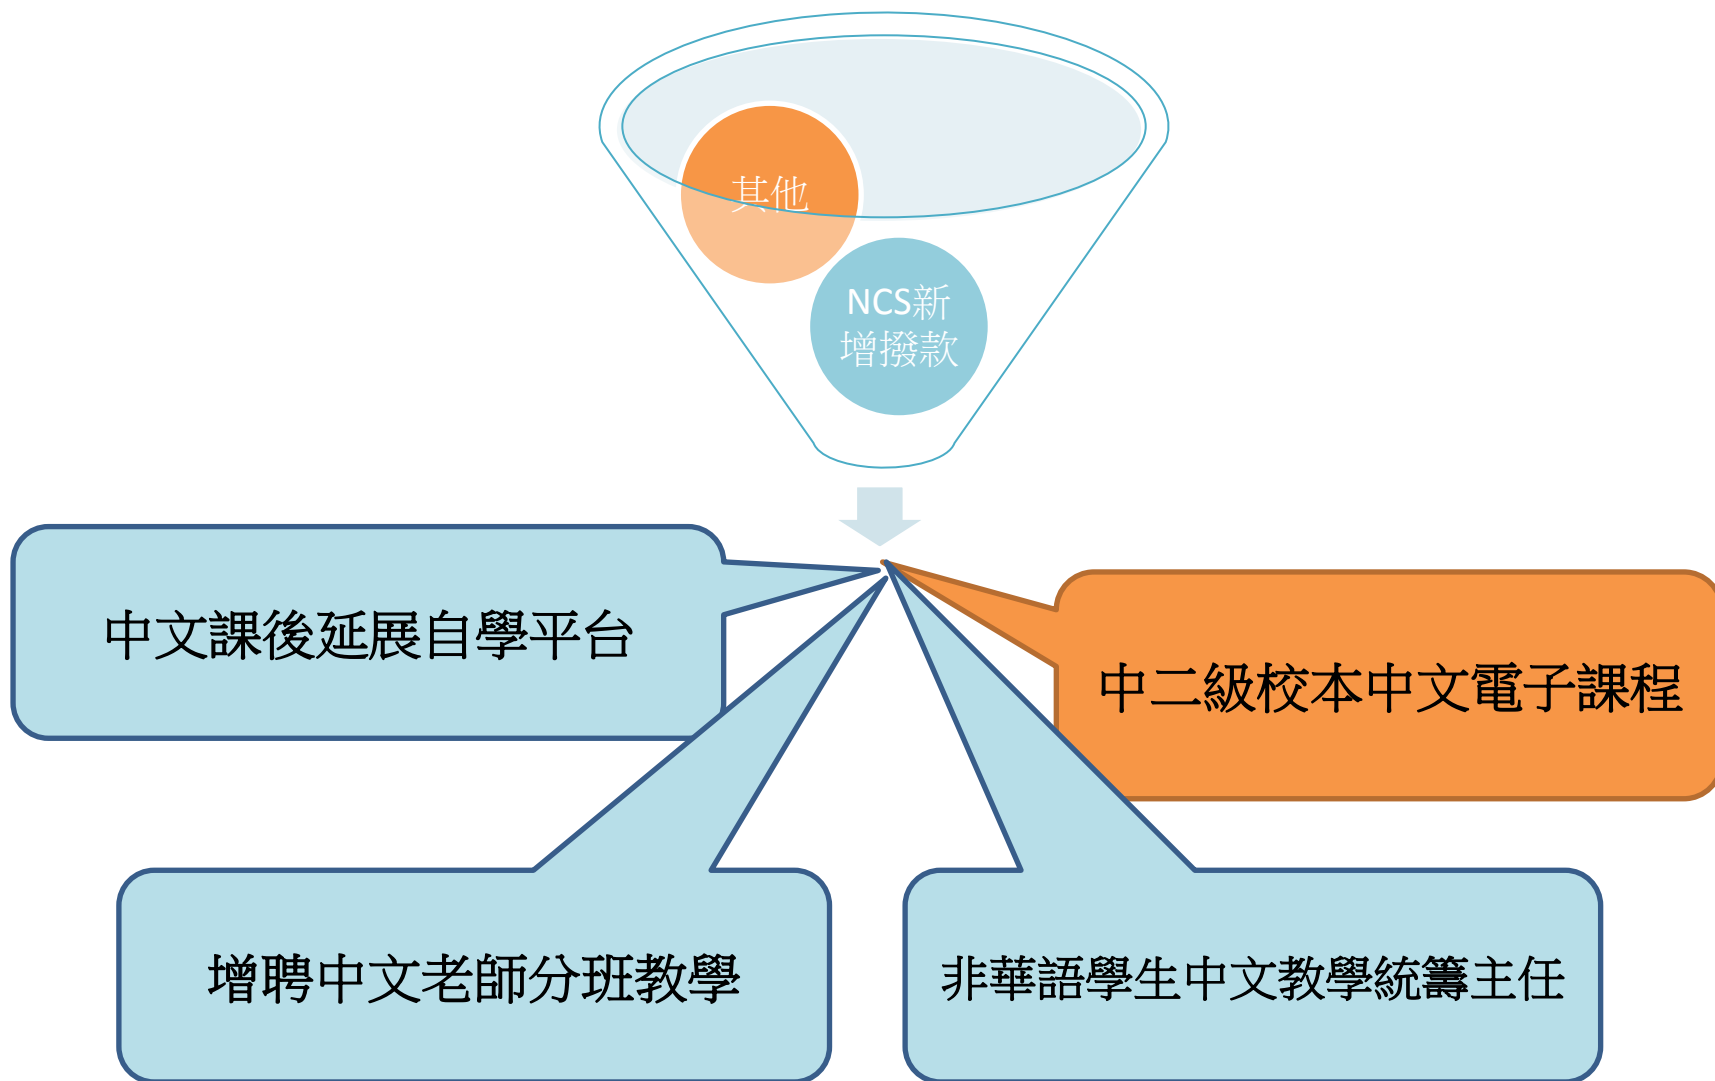 其他
NCS新
增撥款
中文課後延展自學平台
中二級校本中文電子課程
增聘中文老師分班教學
非華語學生中文教學統籌主任